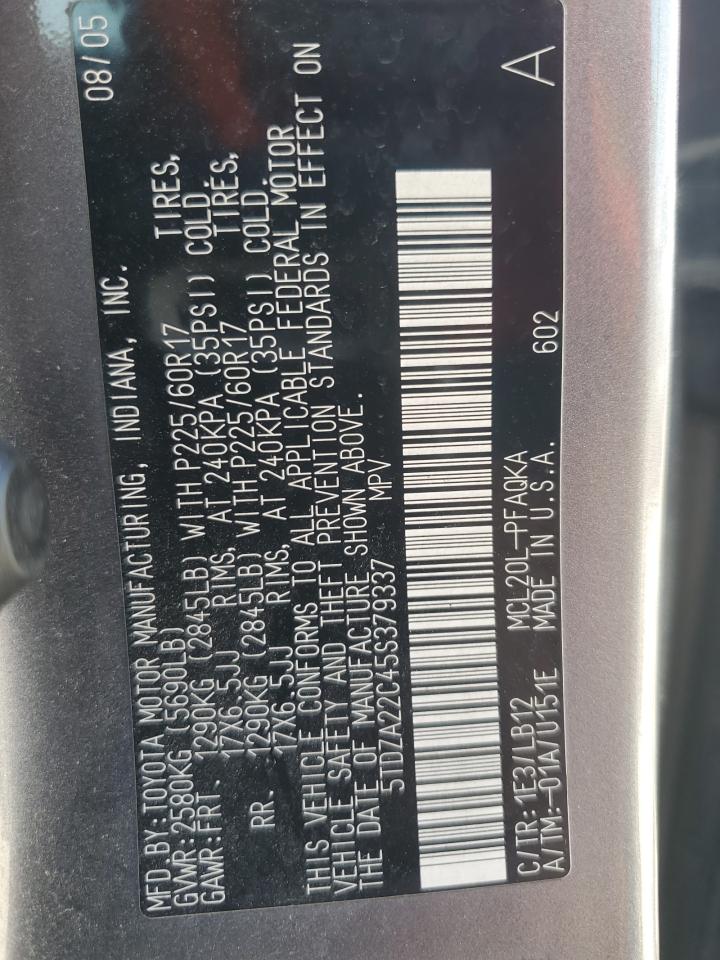 MFD.BY:TOYOTA MOTOR MANUFACTURING, INDIANA, INC. 08/05
GVWR:2580KG (5690LB)
GAWR:FRT. 1290KG (2845LB) WITH P225/60R17 TIRES,
17X6.5JJ RIMS, AT 240KPA (35PSI) COLD.
RR. 1290KG (2845LB) WITH P225/60R17 TIRES,
17X6.5JJ RIMS, AT 240KPA (35PSI) COLD.
THIS VEHICLE CONFORMS TO ALL APPLICABLE FEDERAL MOTOR
VEHICLE SAFETY AND THEFT PREVENTION STANDARDS IN EFFECT ON
THE DATE OF MANUFACTURE SHOWN ABOVE.
5TDZA22C45S379337 MPV
C/TR:1E3/LB12 MCL20L-PFAQKA 602 A
A/TM:-01A/U151E MADE IN U.S.A.